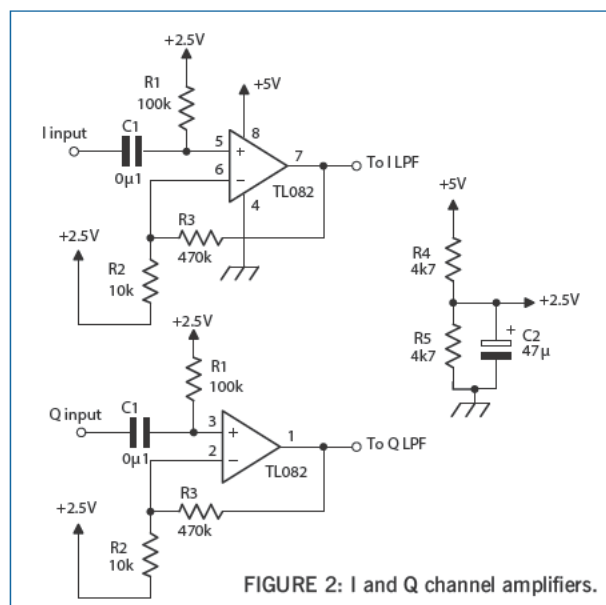 +2.5V
R1
100k
+5V
I input
C1
0µ1
5
+
8
7
To I LPF
6
−
TL082
4
R3
470k
+2.5V
R2
10k
+5V
R4
4k7
+2.5V
R5
4k7
+
C2
47µ
+2.5V
R1
100k
Q input
C1
0µ1
3
+
1
To Q LPF
2
−
TL082
R3
470k
+2.5V
R2
10k
FIGURE 2: I and Q channel amplifiers.